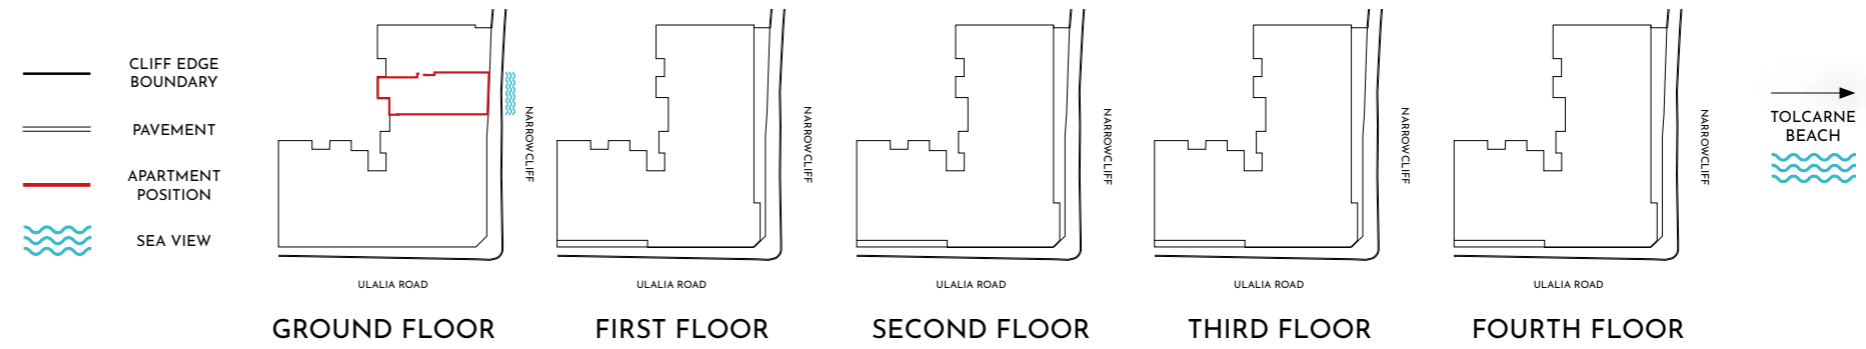 CLIFF EDGE
BOUNDARY
PAVEMENT
APARTMENT
POSITION
SEA VIEW
NARROWCLIFF
ULALIA ROAD
GROUND FLOOR
NARROWCLIFF
ULALIA ROAD
FIRST FLOOR
NARROWCLIFF
ULALIA ROAD
SECOND FLOOR
NARROWCLIFF
ULALIA ROAD
THIRD FLOOR
NARROWCLIFF
ULALIA ROAD
FOURTH FLOOR
TOLCARNE
BEACH